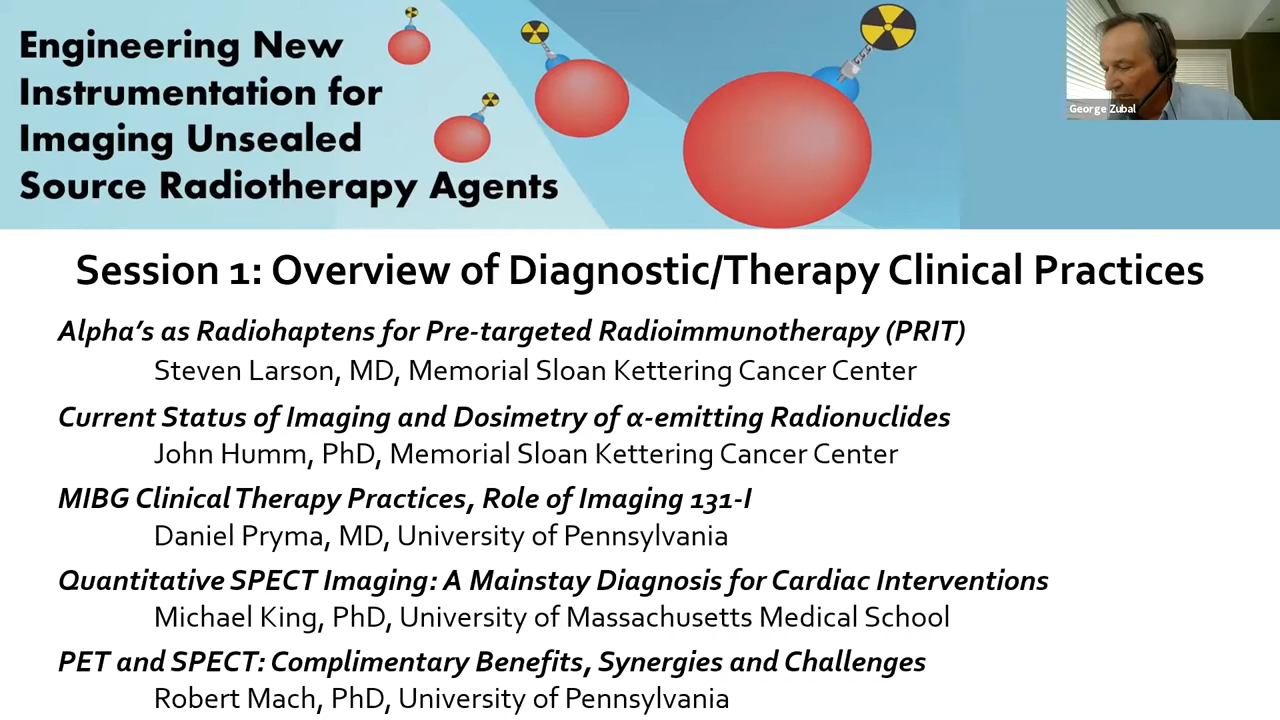 Engineering New
Instrumentation for
Imaging Unsealed
Source Radiotherapy Agents
George Zubal
Session 1: Overview of Diagnostic/Therapy Clinical Practices
Alpha's as Radiohaptens for Pre-targeted Radioimmunotherapy (PRIT)
Steven Larson, MD, Memorial Sloan Kettering Cancer Center
Current Status of Imaging and Dosimetry of α-emitting Radionuclides
John Humm, PhD, Memorial Sloan Kettering Cancer Center
MIBG Clinical Therapy Practices, Role of Imaging 131-I
Daniel Pryma, MD, University of Pennsylvania
Quantitative SPECT Imaging: A Mainstay Diagnosis for Cardiac Interventions
Michael King, PhD, University of Massachusetts Medical School
PET and SPECT: Complimentary Benefits, Synergies and Challenges
Robert Mach, PhD, University of Pennsylvania